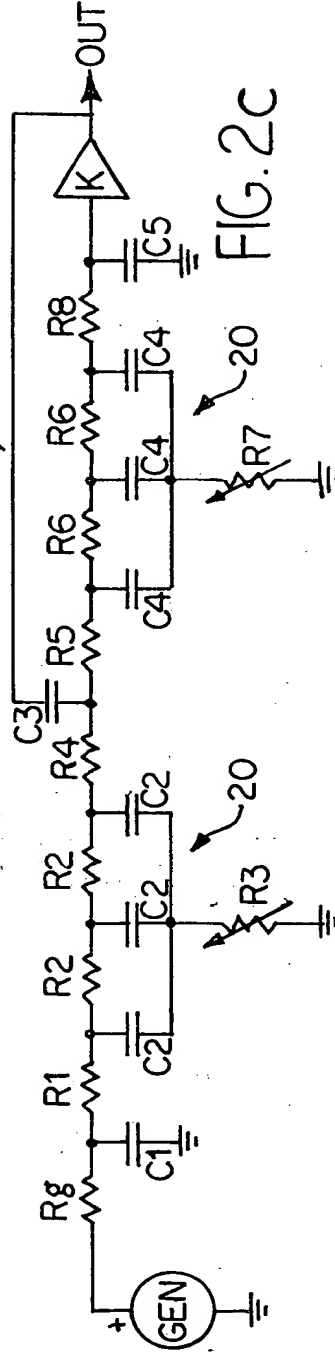 GEN
+
Rg
C1
R1
C2
R2
C2
R2
C2
R3
20
R4
C3
R5
C4
R6
C4
R6
C4
R7
20
R8
C5
K
OUT
FIG. 2C